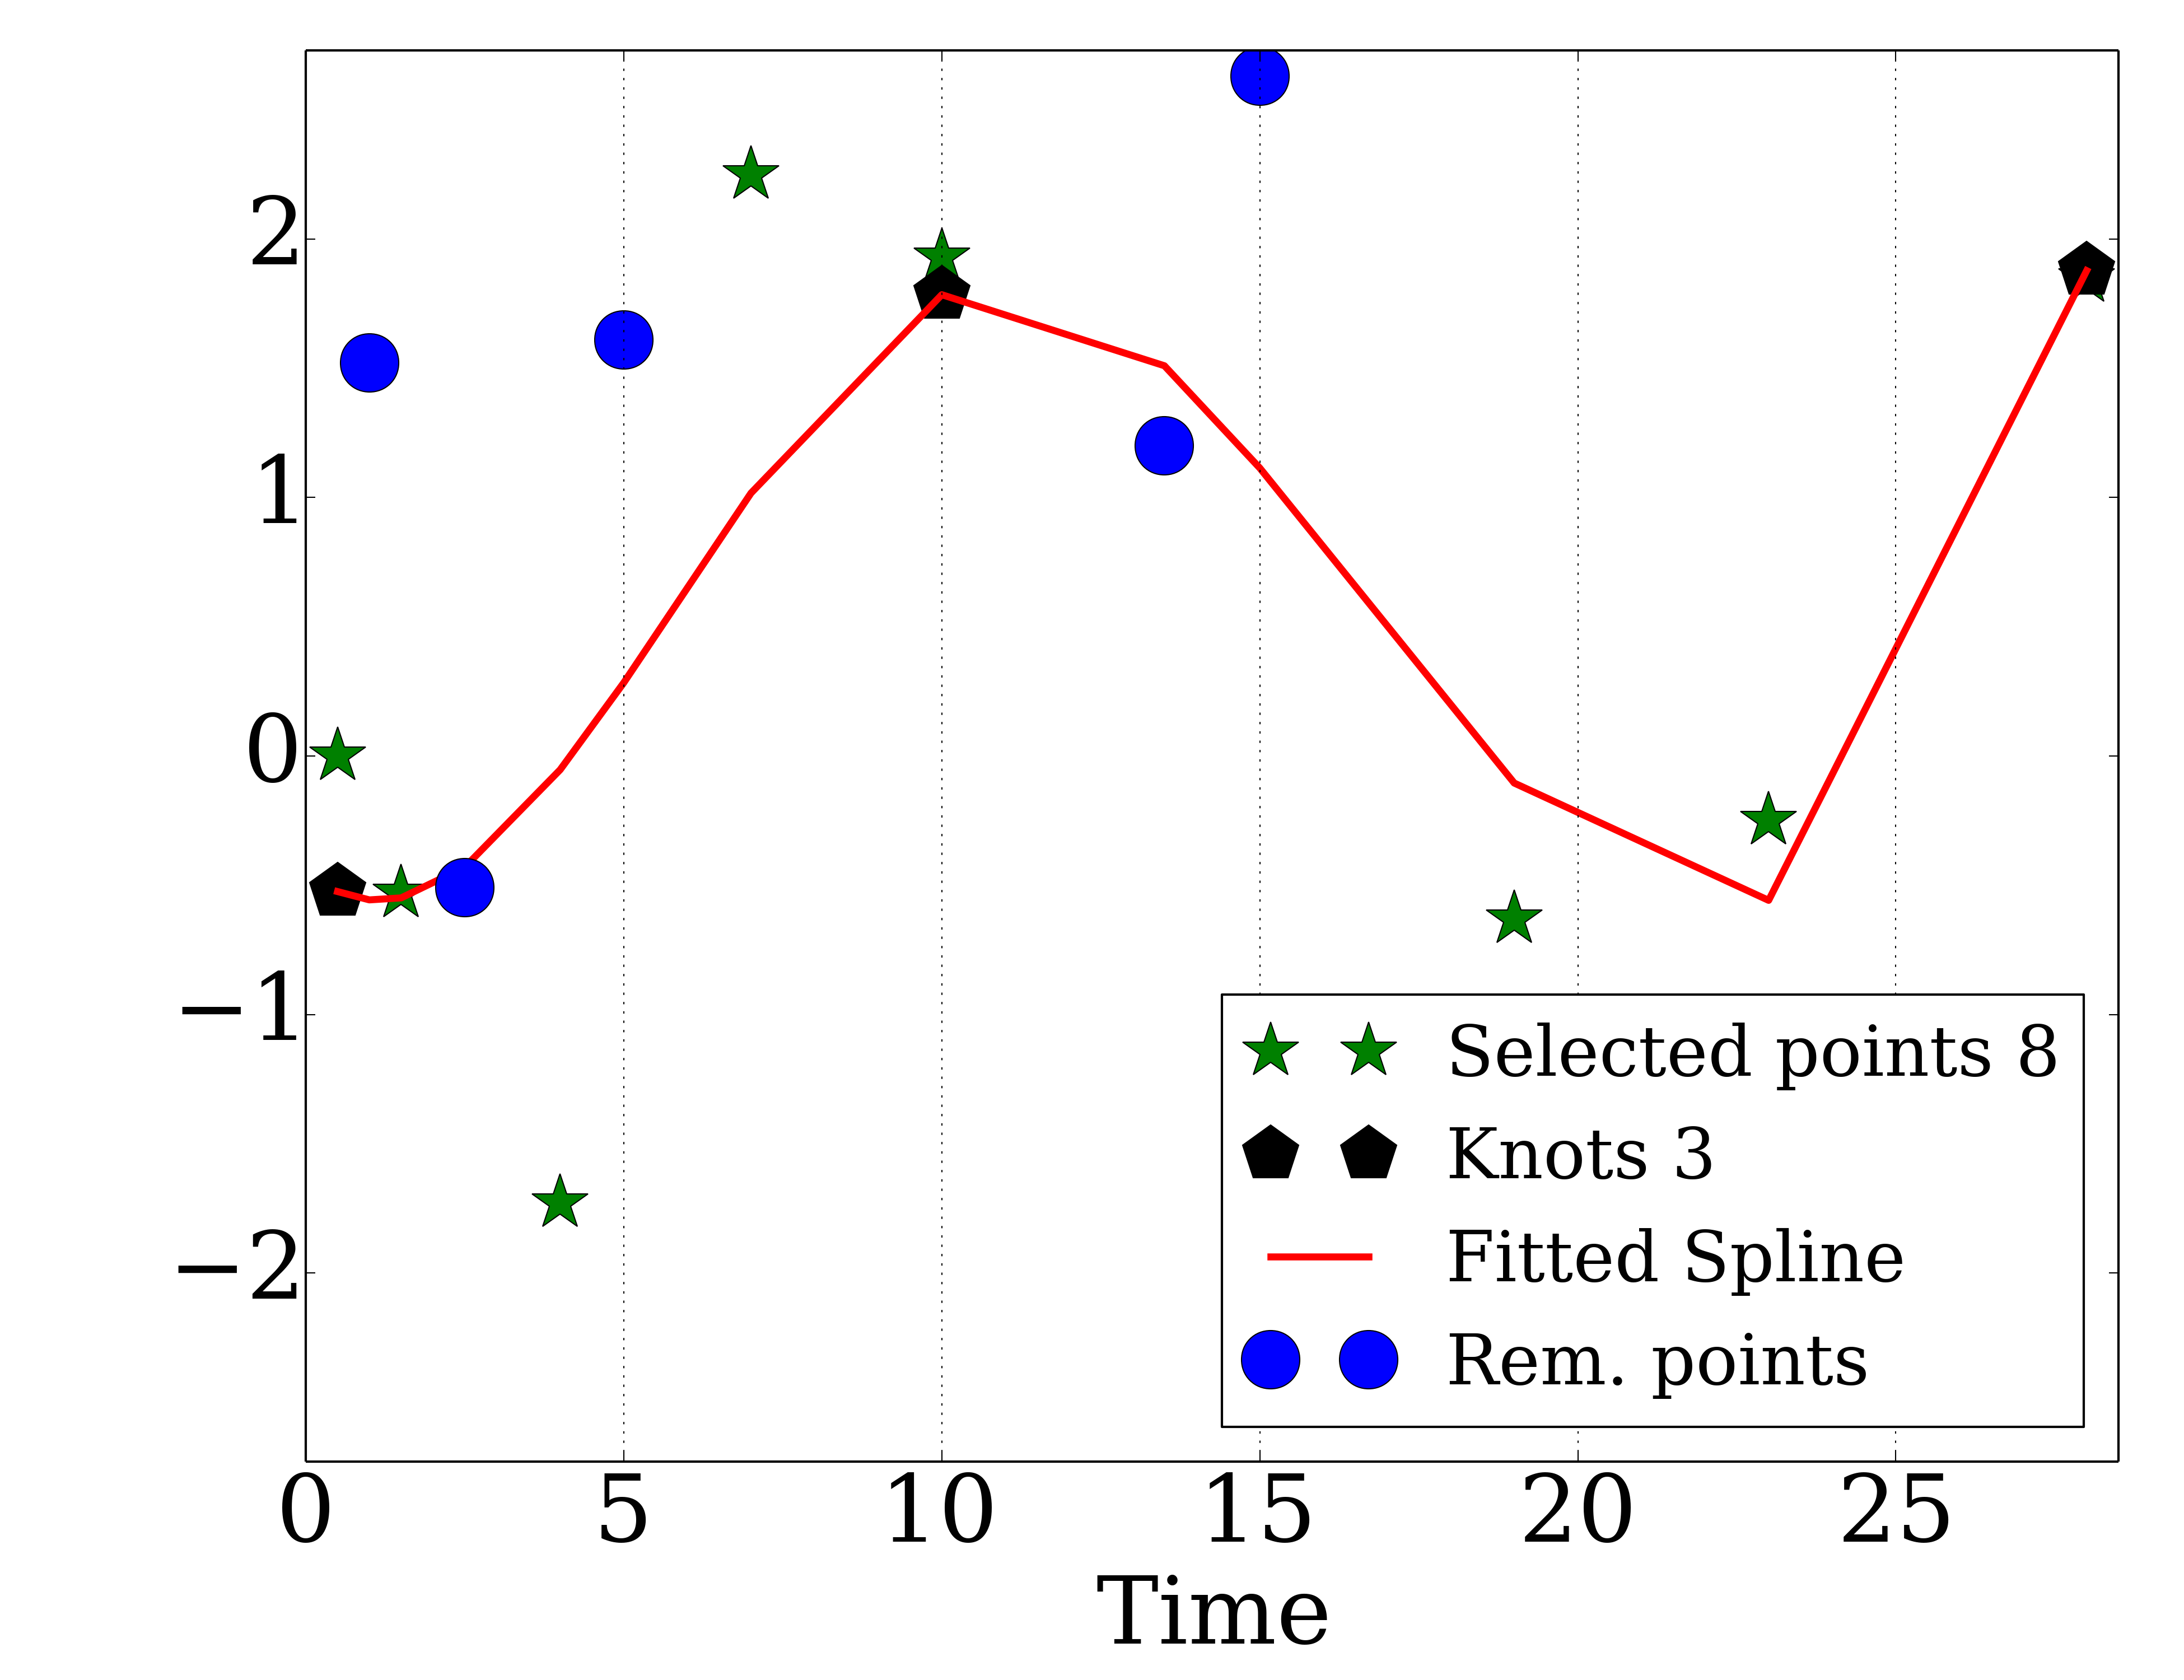 2
1
0
−1
−2
0 5 10 15 20 25
Time
Selected points 8
Knots 3
Fitted Spline
Rem. points